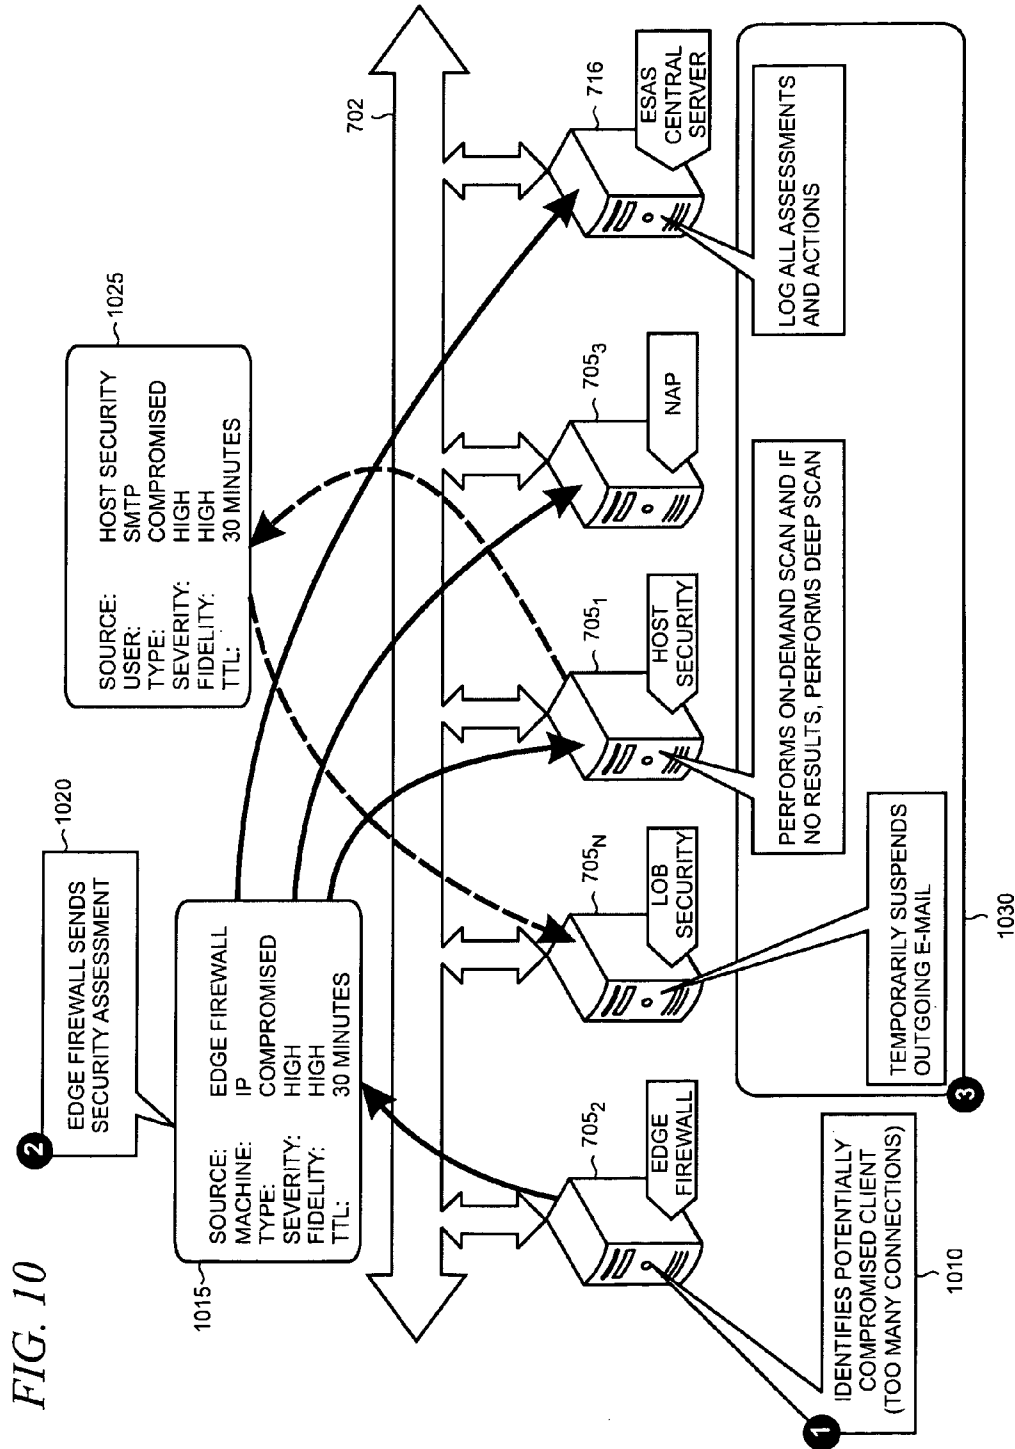 FIG. 10
2
1020
EDGE FIREWALL SENDS
SECURITY ASSESSMENT
1015
SOURCE: EDGE FIREWALL
MACHINE: IP
TYPE: COMPROMISED
SEVERITY: HIGH
FIDELITY: HIGH
TTL: 30 MINUTES
1025
SOURCE: HOST SECURITY
USER: SMTP
TYPE: COMPROMISED
SEVERITY: HIGH
FIDELITY: HIGH
TTL: 30 MINUTES
702
705₂
EDGE
FIREWALL
705N
LOB
SECURITY
705₁
HOST
SECURITY
705₃
NAP
716
ESAS
CENTRAL
SERVER
1
IDENTIFIES POTENTIALLY
COMPROMISED CLIENT
(TOO MANY CONNECTIONS)
1010
TEMPORARILY SUSPENDS
OUTGOING E-MAIL
PERFORMS ON-DEMAND SCAN AND IF
NO RESULTS, PERFORMS DEEP SCAN
LOG ALL ASSESSMENTS
AND ACTIONS
3
1030